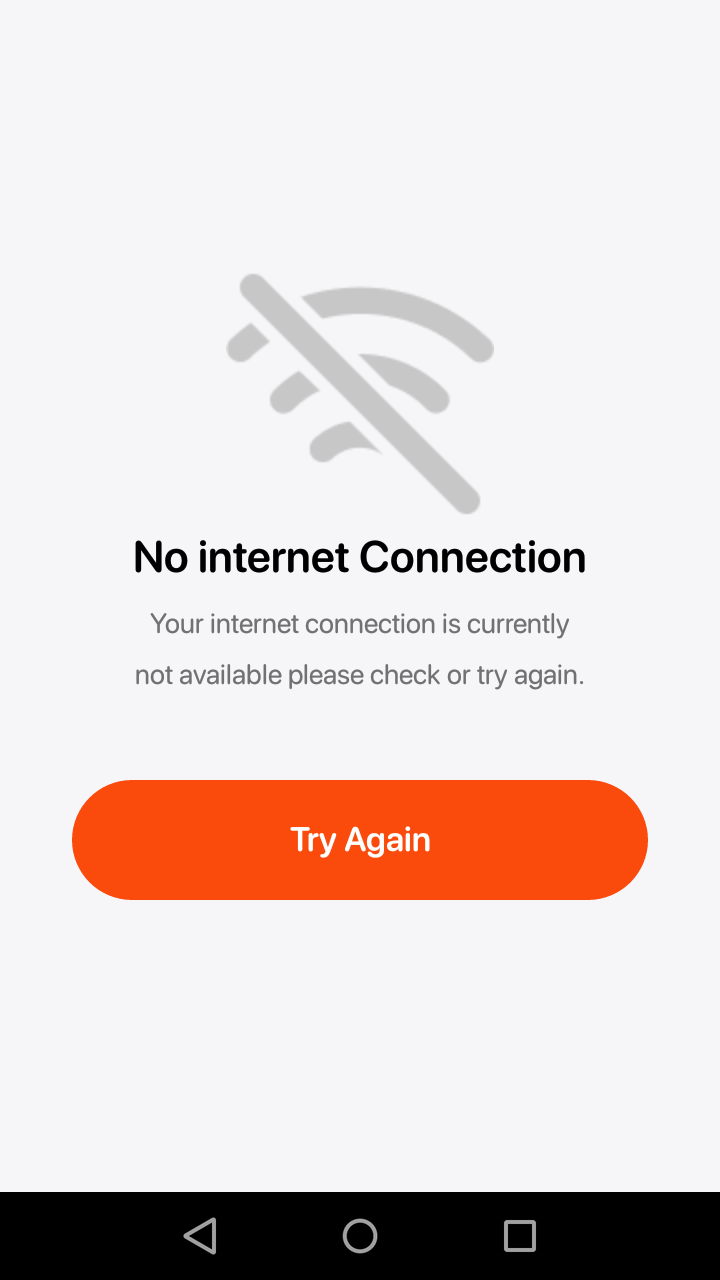 No internet Connection
Your internet connection is currently
not available please check or try again.
Try Again